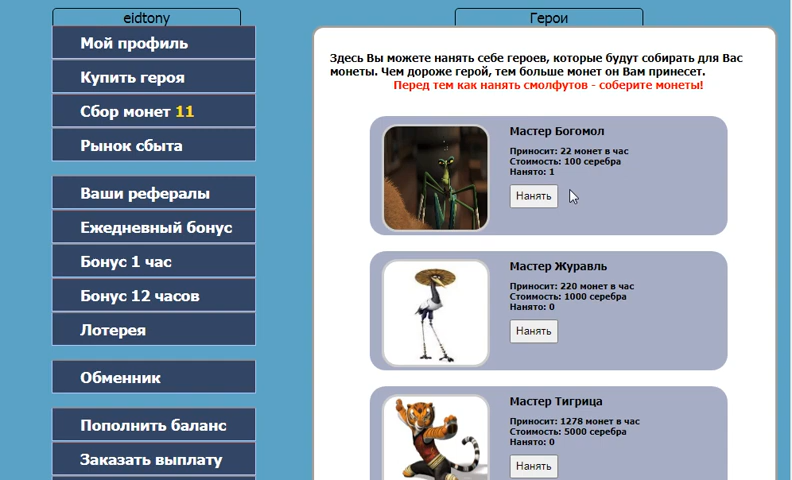 eidtony
Мой профиль
Купить героя
Сбор монет 11
Рынок сбыта
Ваши рефералы
Ежедневный бонус
Бонус 1 час
Бонус 12 часов
Лотерея
Обменник
Пополнить баланс
Заказать выплату
Герои
Здесь Вы можете нанять себе героев, которые будут собирать для Вас
монеты. Чем дороже герой, тем больше монет он Вам принесет.
Перед тем как нанять смолфутов - соберите монеты!
Мастер Богомол
Приносит: 22 монет в час
Стоимость: 100 серебра
Нанято: 1
Нанять
Мастер Журавль
Приносит: 220 монет в час
Стоимость: 1000 серебра
Нанято: 0
Нанять
Мастер Тигрица
Приносит: 1278 монет в час
Стоимость: 5000 серебра
Нанято: 0
Нанять